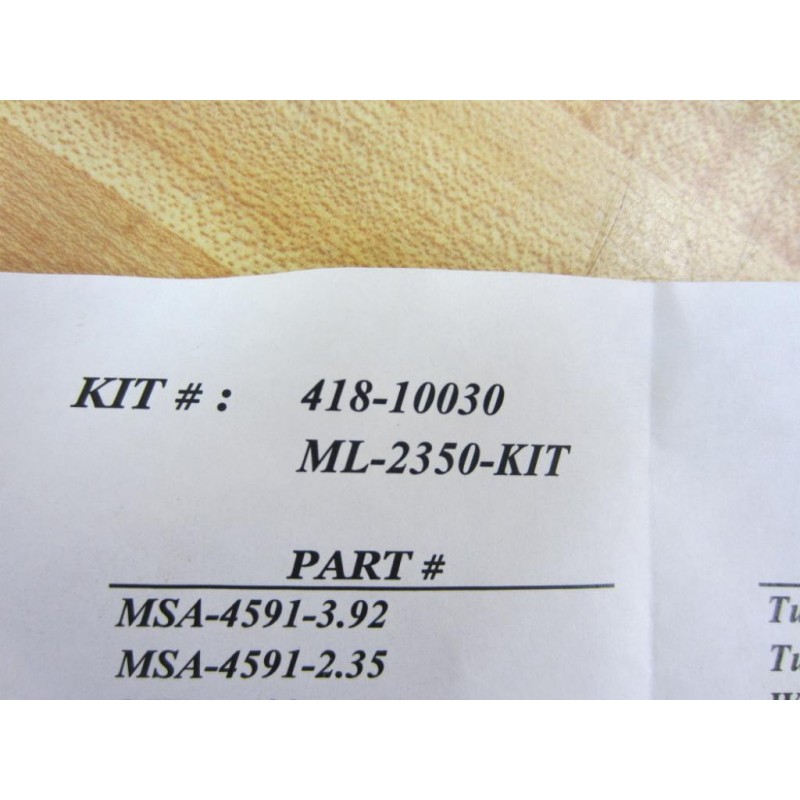 KIT # : 418-10030
ML-2350-KIT
PART #
MSA-4591-3.92
MSA-4591-2.35